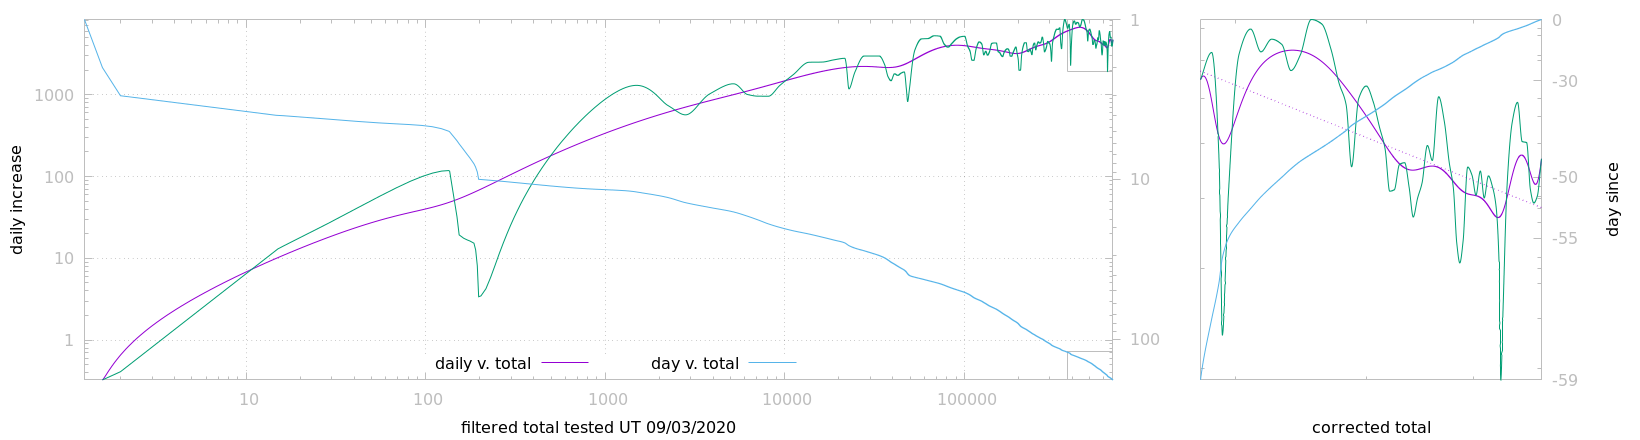 1000
100
10
1
daily increase
10
100
1000
10000
100000
filtered total tested UT 09/03/2020
daily v. total
day v. total
1
10
100
0
-30
-50
-55
-59
day since
corrected total